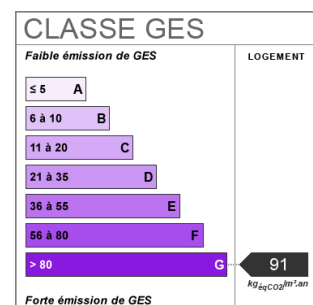 CLASSE GES
Faible émission de GES
LOGEMENT
≤ 5 A
6 à 10 B
11 à 20 C
21 à 35 D
36 à 55 E
56 à 80 F
> 80 G
91
kgéqCO2/m².an
Forte émission de GES